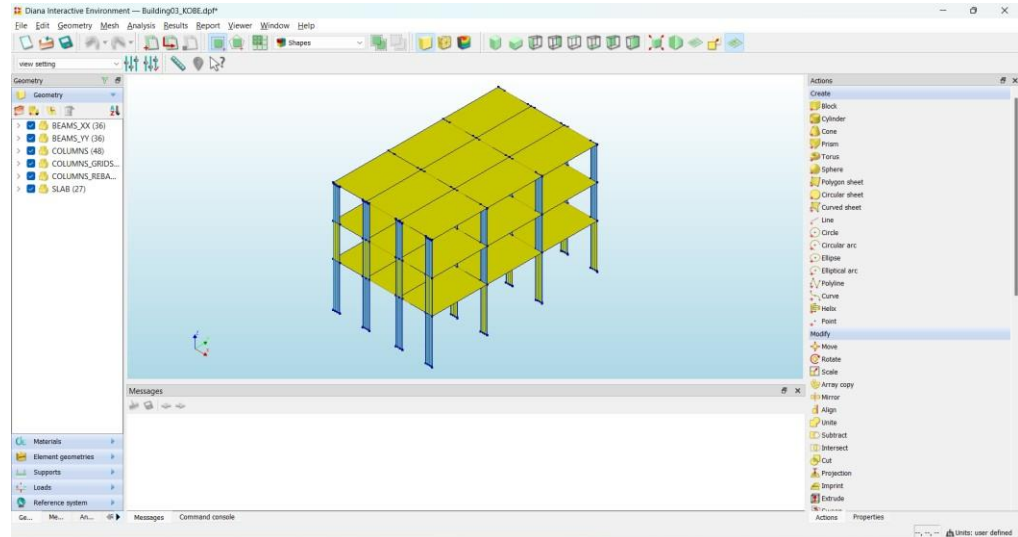 Diana Interactive Environment — Building03_KOBE.dpf*
File Edit Geometry Mesh Analysis Results Report Viewer Window Help
Shapes
view setting
Geometry
Geometry
BEAMS_XX (36)
BEAMS_YY (36)
COLUMNS (48)
COLUMNS_GRIDS...
COLUMNS_REBA...
SLAB (27)
Materials
Element geometries
Supports
Loads
Reference system
Ge... Me... An...
Messages
Messages Command console
Actions
Create
Block
Cylinder
Cone
Prism
Torus
Sphere
Polygon sheet
Circular sheet
Curved sheet
Line
Circle
Circular arc
Ellipse
Elliptical arc
Polyline
Curve
Helix
Point
Modify
Move
Rotate
Scale
Array copy
Mirror
Align
Unite
Subtract
Intersect
Cut
Projection
Imprint
Extrude
Actions Properties
--, --, -- Units: user defined